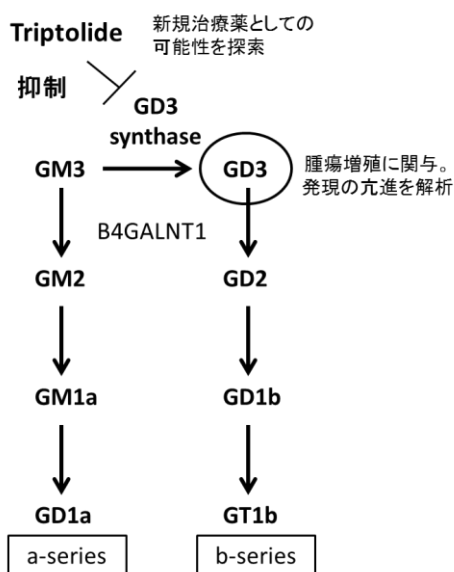 Triptolide
新規治療薬としての
可能性を探索
抑制
GD3
synthase
GM3
GD3
腫瘍増殖に関与。
発現の亢進を解析
B4GALNT1
GM2
GD2
GM1a
GD1b
GD1a
GT1b
a-series
b-series